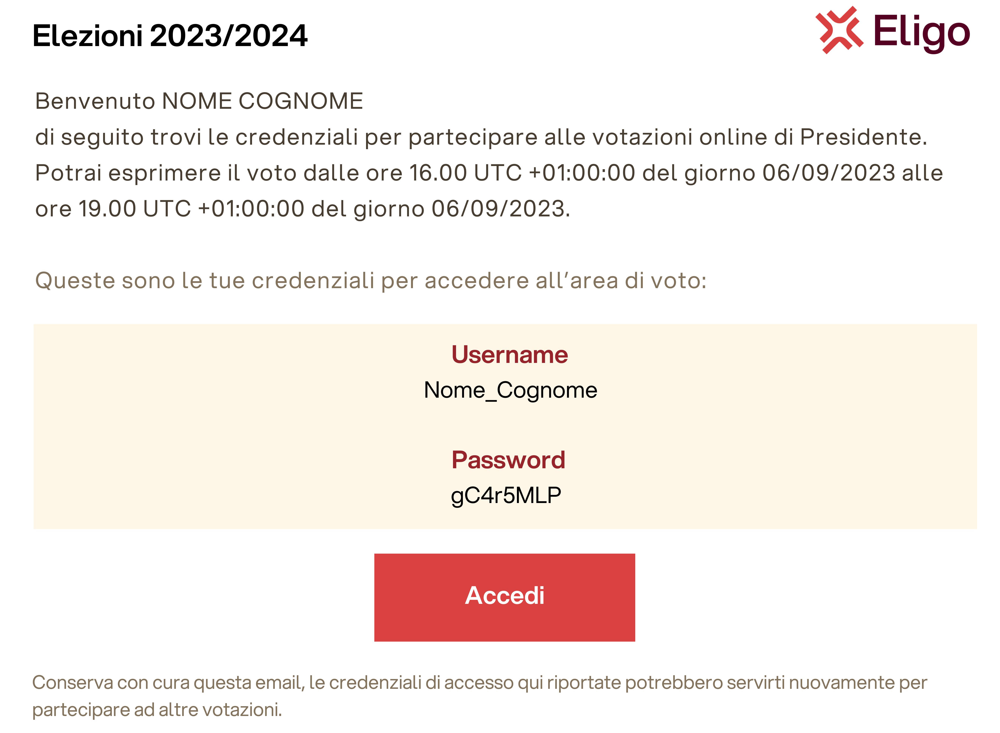 Elezioni 2023/2024
Eligo
Benvenuto NOME COGNOME
di seguito trovi le credenziali per partecipare alle votazioni online di Presidente.
Potrai esprimere il voto dalle ore 16.00 UTC +01:00:00 del giorno 06/09/2023 alle
ore 19.00 UTC +01:00:00 del giorno 06/09/2023.
Queste sono le tue credenziali per accedere all’area di voto:
Username
Nome_Cognome
Password
gC4r5MLP
Accedi
Conserva con cura questa email, le credenziali di accesso qui riportate potrebbero servirti nuovamente per
partecipare ad altre votazioni.